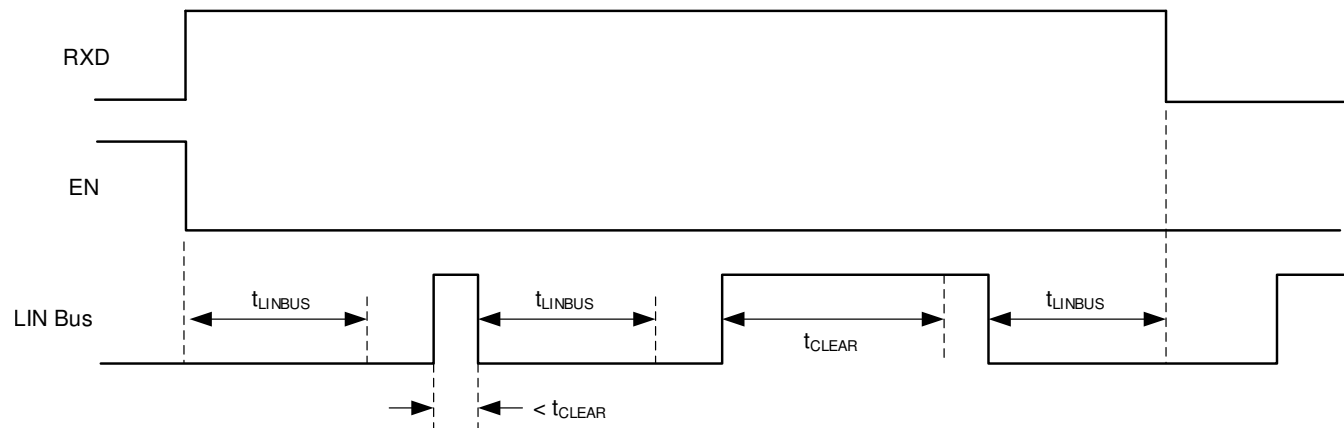 RXD
EN
LIN Bus
tLINBUS
tLINBUS
tCLEAR
tLINBUS
< tCLEAR